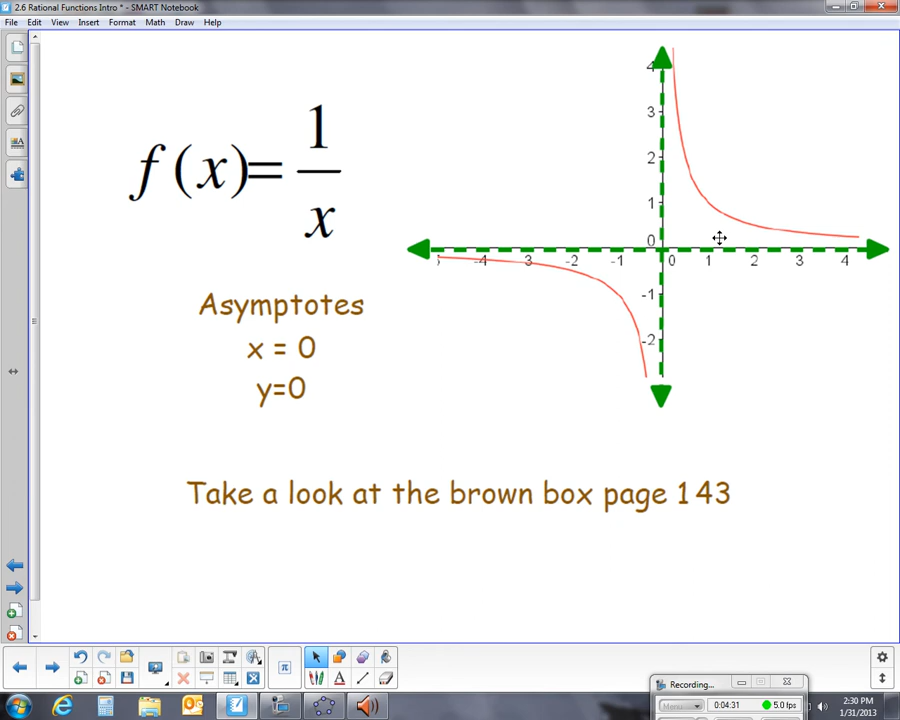 2.6 Rational Functions Intro * - SMART Notebook
File Edit View Insert Format Math Draw Help
f(x)= 1/x
4
3
2
1
0
-4 -3 -2 -1 0 1 2 3 4
-1
-2
Asymptotes
x = 0
y=0
Take a look at the brown box page 143
Recording...
Menu
0:04:31
5.0 fps
2:30 PM
1/31/2013